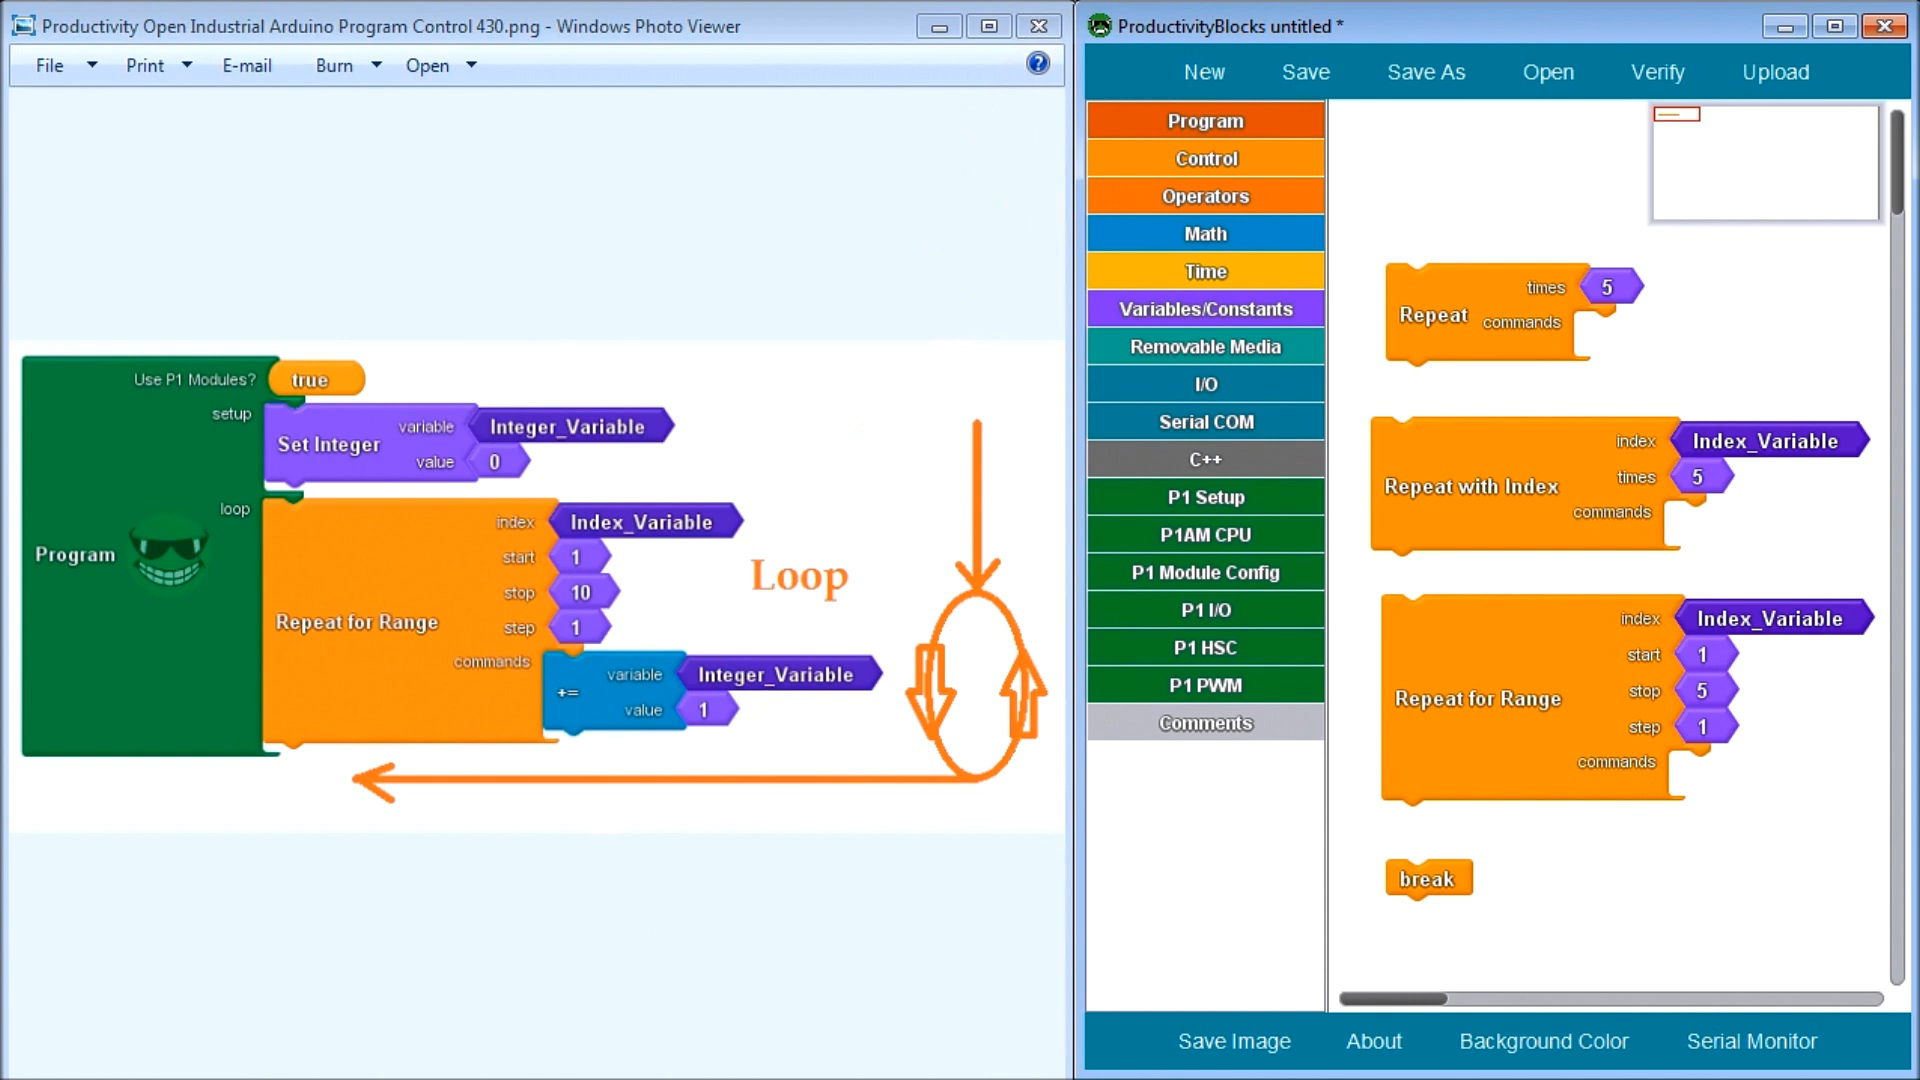 Productivity Open Industrial Arduino Program Control 430.png - Windows Photo Viewer
File Print E-mail Burn Open
?
Use P1 Modules? true
setup
Set Integer
variable Integer_Variable
value 0
loop
Program
Repeat for Range
index Index_Variable
start 1
stop 10
step 1
commands
+=
variable Integer_Variable
value 1
Loop
ProductivityBlocks untitled *
New Save Save As Open Verify Upload
Program
Control
Operators
Math
Time
Variables/Constants
Removable Media
I/O
Serial COM
C++
P1 Setup
P1AM CPU
P1 Module Config
P1 I/O
P1 HSC
P1 PWM
Comments
Repeat
times 5
commands
Repeat with Index
index Index_Variable
times 5
commands
Repeat for Range
index Index_Variable
start 1
stop 5
step 1
commands
break
Save Image About Background Color Serial Monitor